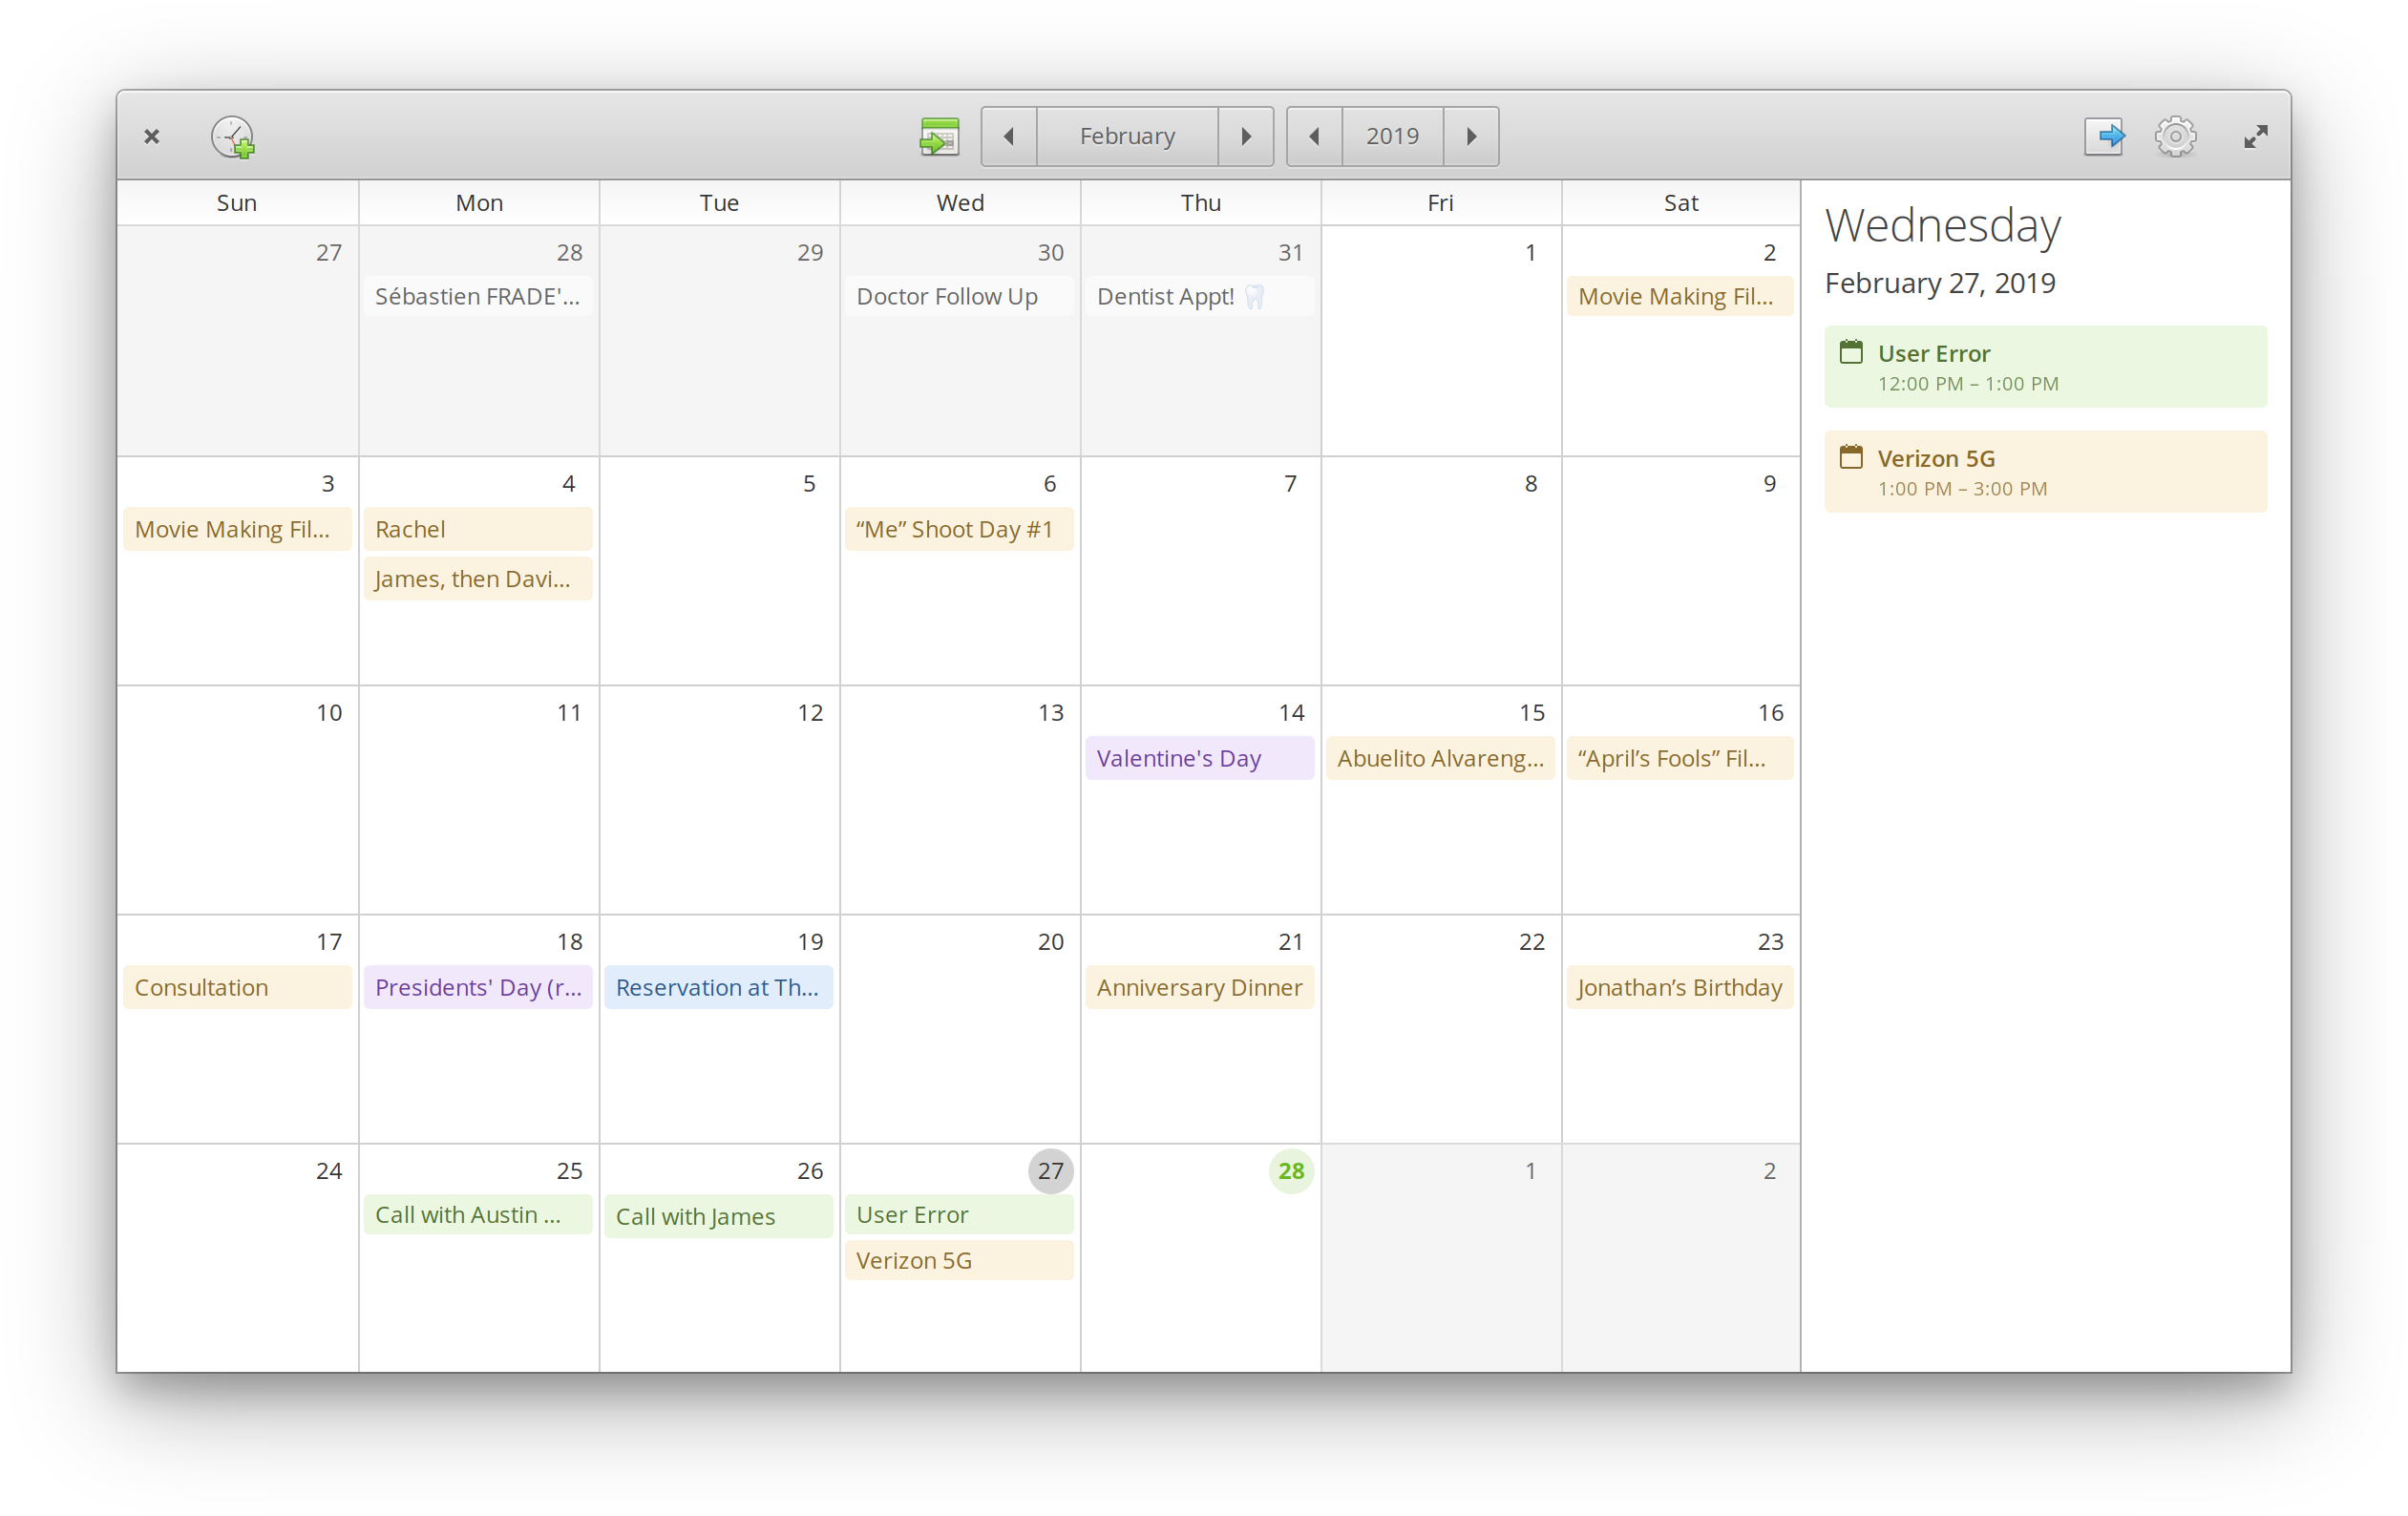 February 2019
Sun Mon Tue Wed Thu Fri Sat
27 28 29 30 31 1 2
Sébastien FRADE'... Doctor Follow Up Dentist Appt! 🦷 Movie Making Fil...
3 4 5 6 7 8 9
Movie Making Fil... Rachel “Me” Shoot Day #1
James, then Davi...
10 11 12 13 14 15 16
Valentine's Day Abuelito Alvareng... “April’s Fools” Fil...
17 18 19 20 21 22 23
Consultation Presidents' Day (r... Reservation at Th... Anniversary Dinner Jonathan’s Birthday
24 25 26 27 28 1 2
Call with Austin ... Call with James User Error
Verizon 5G
Wednesday
February 27, 2019
User Error
12:00 PM – 1:00 PM
Verizon 5G
1:00 PM – 3:00 PM